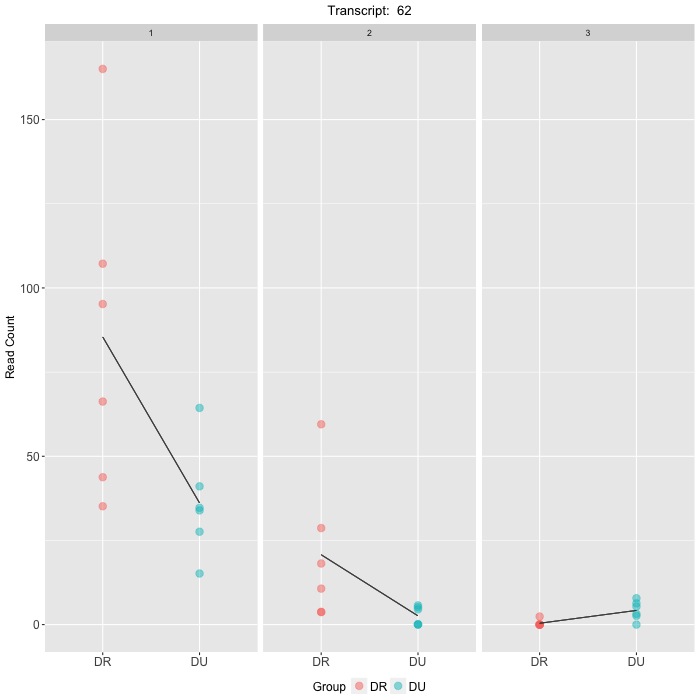 Transcript: 62
1 2 3
Read Count
150
100
50
0
DR DU DR DU DR DU
Group DR DU